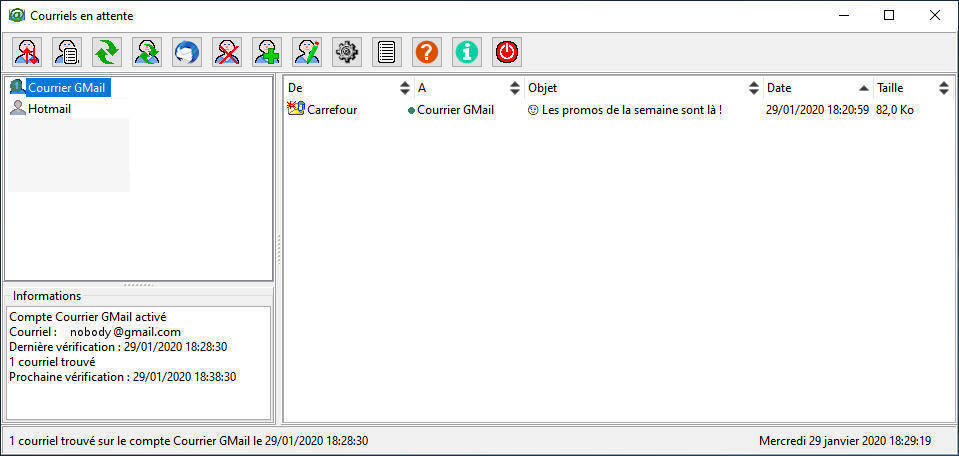 Courriels en attente
Courrier GMail
Hotmail
De A Objet Date Taille
Carrefour Courrier GMail Les promos de la semaine sont là ! 29/01/2020 18:20:59 82,0 Ko
Informations
Compte Courrier GMail activé
Courriel : nobody @gmail.com
Dernière vérification : 29/01/2020 18:28:30
1 courriel trouvé
Prochaine vérification : 29/01/2020 18:38:30
1 courriel trouvé sur le compte Courrier GMail le 29/01/2020 18:28:30 Mercredi 29 janvier 2020 18:29:19